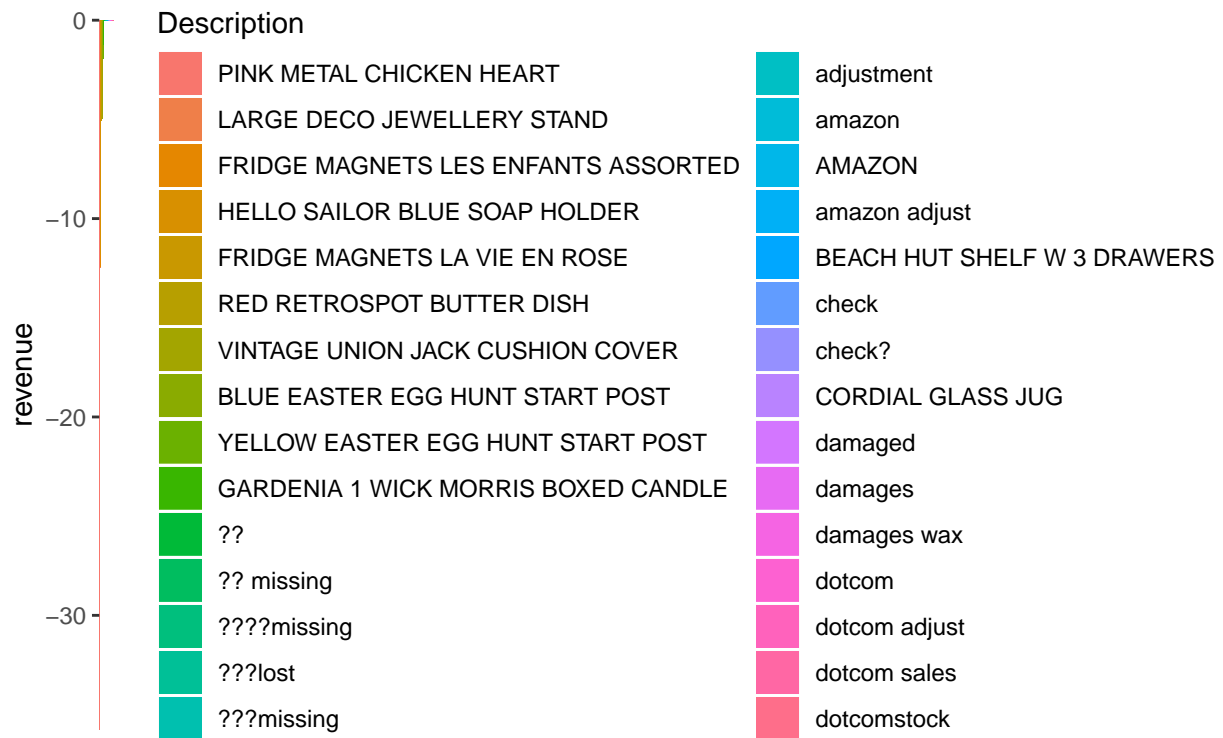 Description
0
−10
−20
−30
revenue
PINK METAL CHICKEN HEART
LARGE DECO JEWELLERY STAND
FRIDGE MAGNETS LES ENFANTS ASSORTED
HELLO SAILOR BLUE SOAP HOLDER
FRIDGE MAGNETS LA VIE EN ROSE
RED RETROSPOT BUTTER DISH
VINTAGE UNION JACK CUSHION COVER
BLUE EASTER EGG HUNT START POST
YELLOW EASTER EGG HUNT START POST
GARDENIA 1 WICK MORRIS BOXED CANDLE
??
?? missing
????missing
???lost
???missing
adjustment
amazon
AMAZON
amazon adjust
BEACH HUT SHELF W 3 DRAWERS
check
check?
CORDIAL GLASS JUG
damaged
damages
damages wax
dotcom
dotcom adjust
dotcom sales
dotcomstock